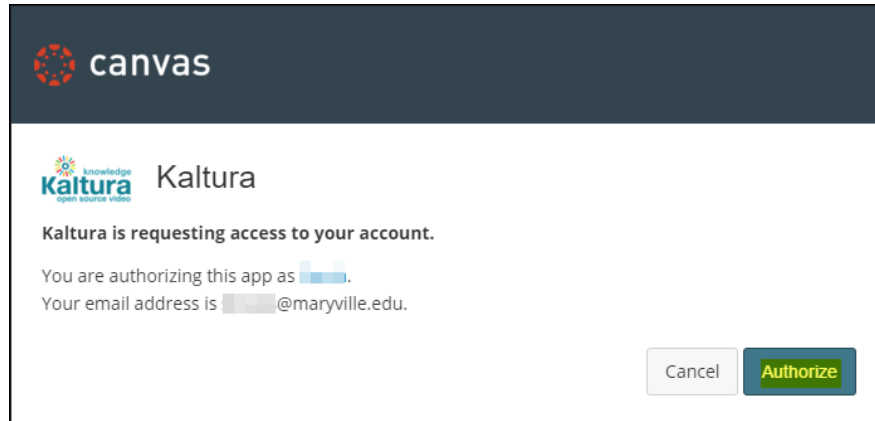 canvas
knowledge
Kaltura
open source video
Kaltura
Kaltura is requesting access to your account.
You are authorizing this app as .
Your email address is @maryville.edu.
Cancel
Authorize